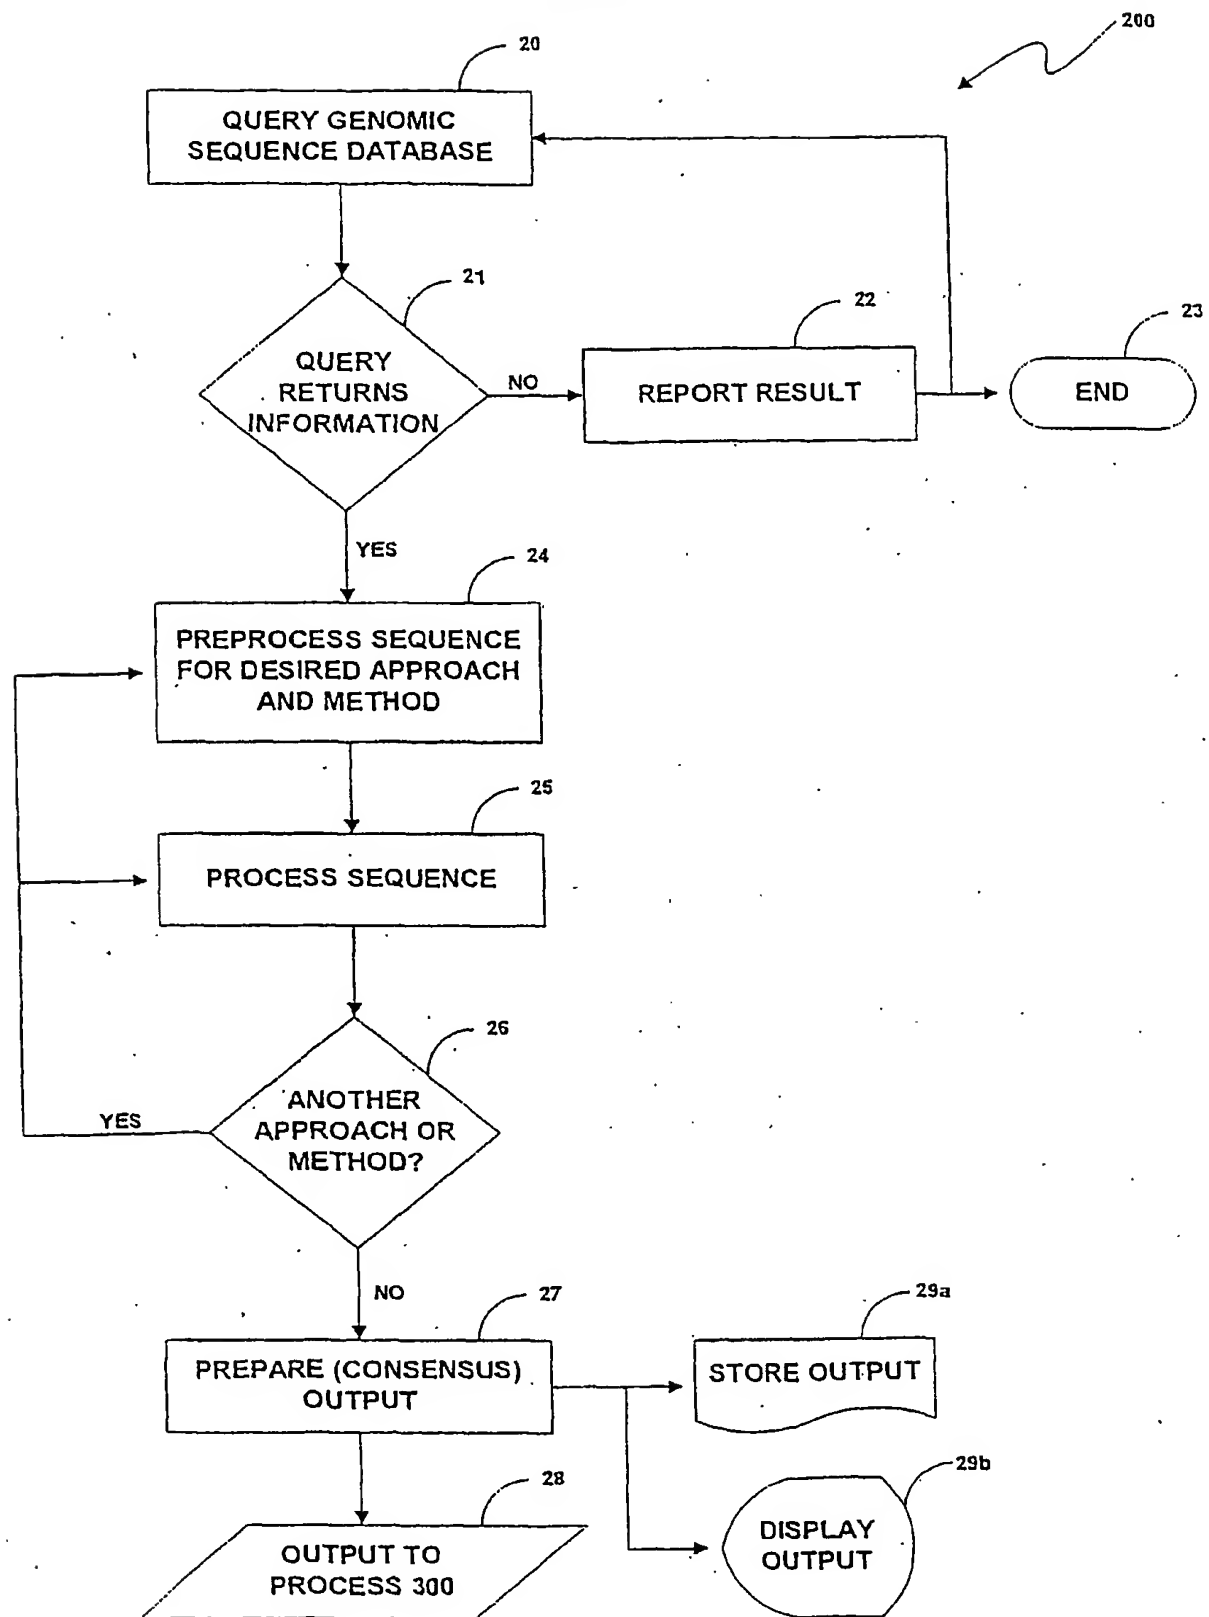 200
20
QUERY GENOMIC
SEQUENCE DATABASE
21
QUERY
RETURNS
INFORMATION
NO
22
REPORT RESULT
23
END
YES
24
PREPROCESS SEQUENCE
FOR DESIRED APPROACH
AND METHOD
25
PROCESS SEQUENCE
26
ANOTHER
APPROACH OR
METHOD?
YES
NO
27
PREPARE (CONSENSUS)
OUTPUT
29a
STORE OUTPUT
28
OUTPUT TO
PROCESS 300
29b
DISPLAY
OUTPUT